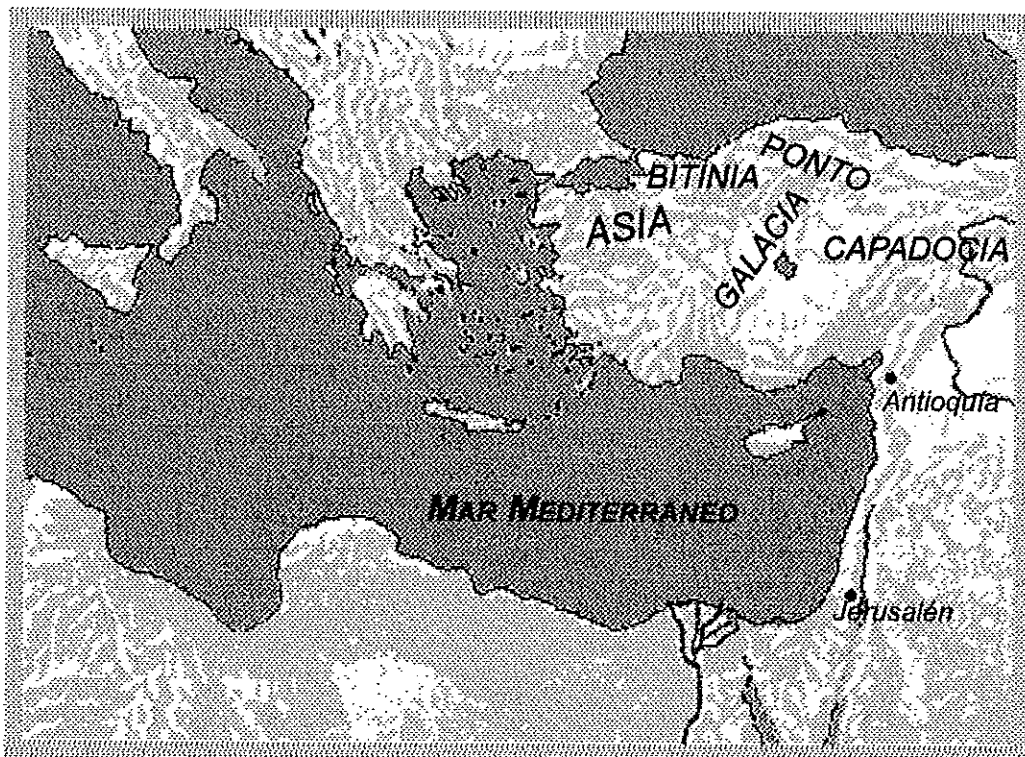 PONTO
BITINIA
ASIA
GALACIA
CAPADOCIA
Antioquía
MAR MEDITERRANEO
Jerusalén